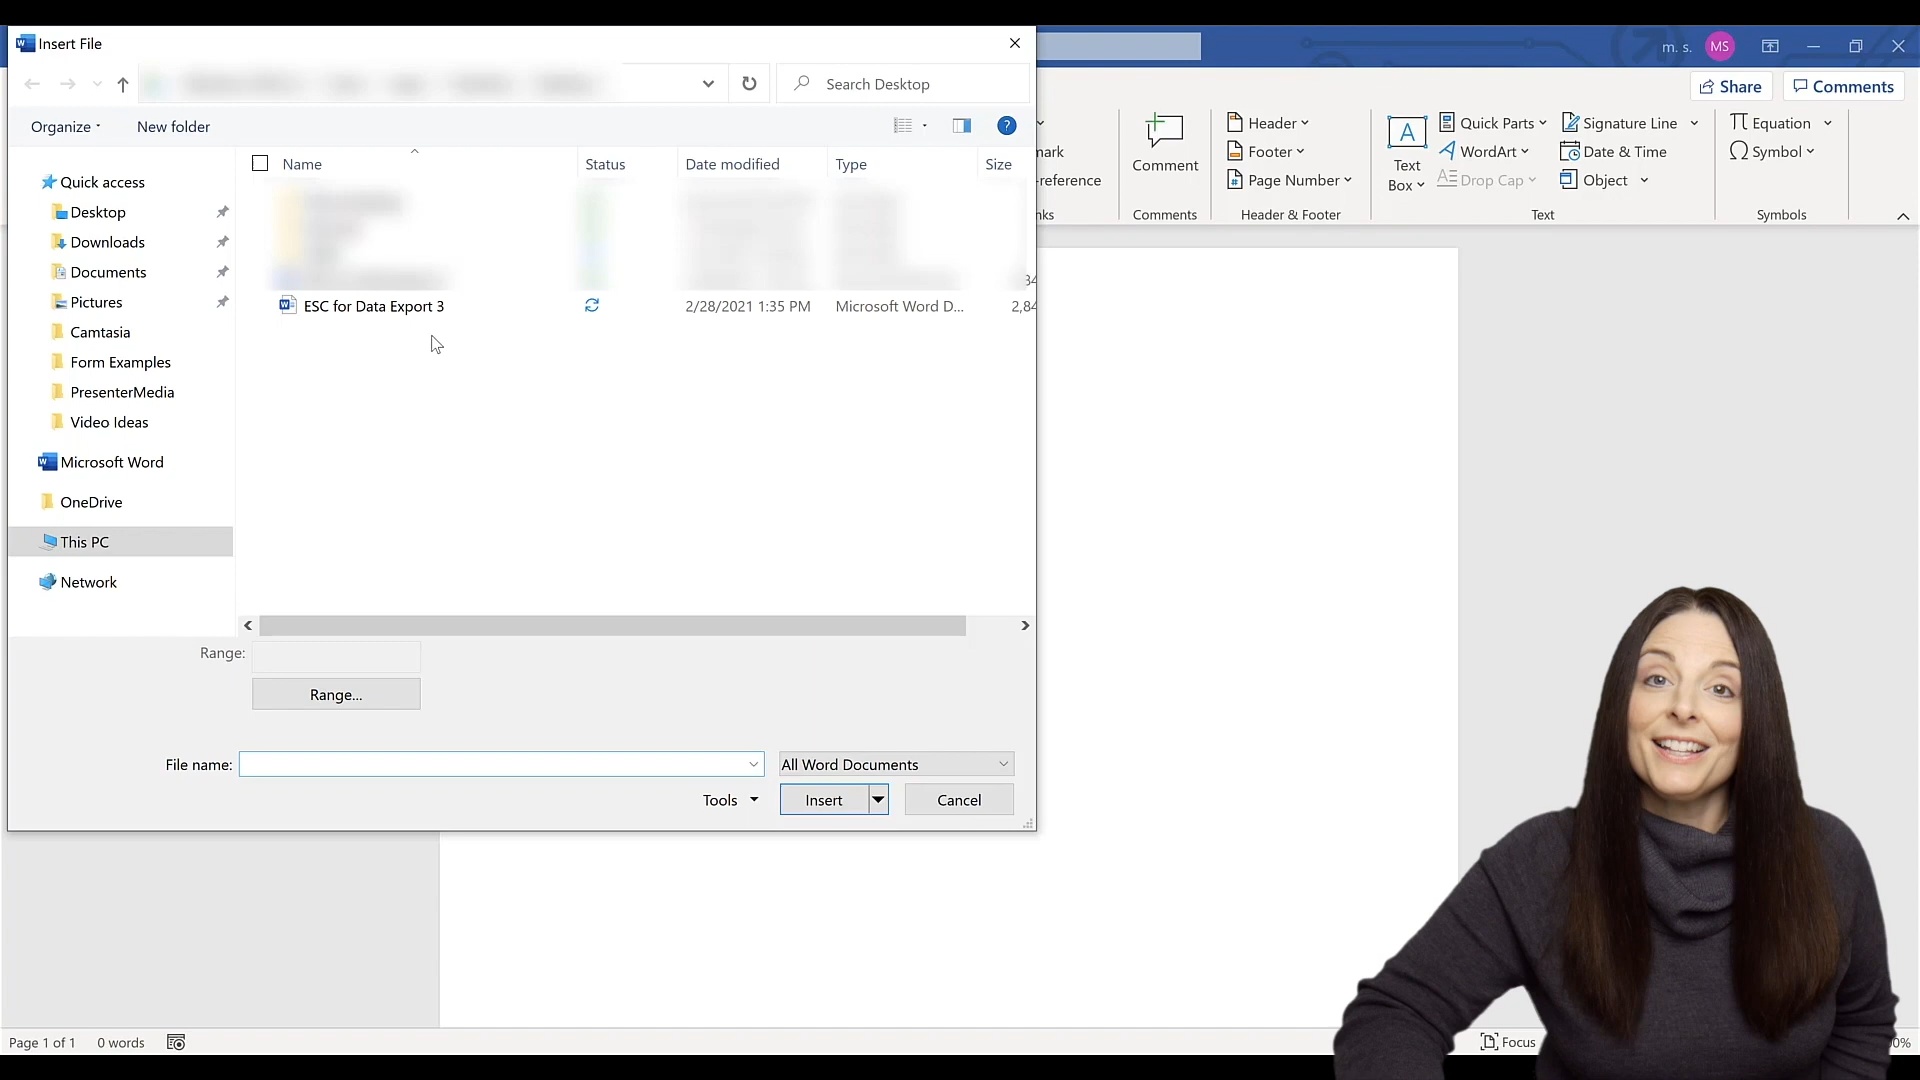 Insert File
m. s. MS
Search Desktop
Share
Comments
Organize
New folder
?
Name
Status
Date modified
Type
Size
Quick access
Desktop
Downloads
Documents
Pictures
Camtasia
Form Examples
PresenterMedia
Video Ideas
Microsoft Word
OneDrive
This PC
Network
ESC for Data Export 3
2/28/2021 1:35 PM
Microsoft Word D...
2,84
Range:
Range...
File name:
All Word Documents
Tools
Insert
Cancel
Comment
Comments
Header
Footer
Page Number
Header & Footer
A
Text
Box
Quick Parts
WordArt
Drop Cap
Signature Line
Date & Time
Object
Text
Equation
Symbol
Symbols
Page 1 of 1
0 words
Focus